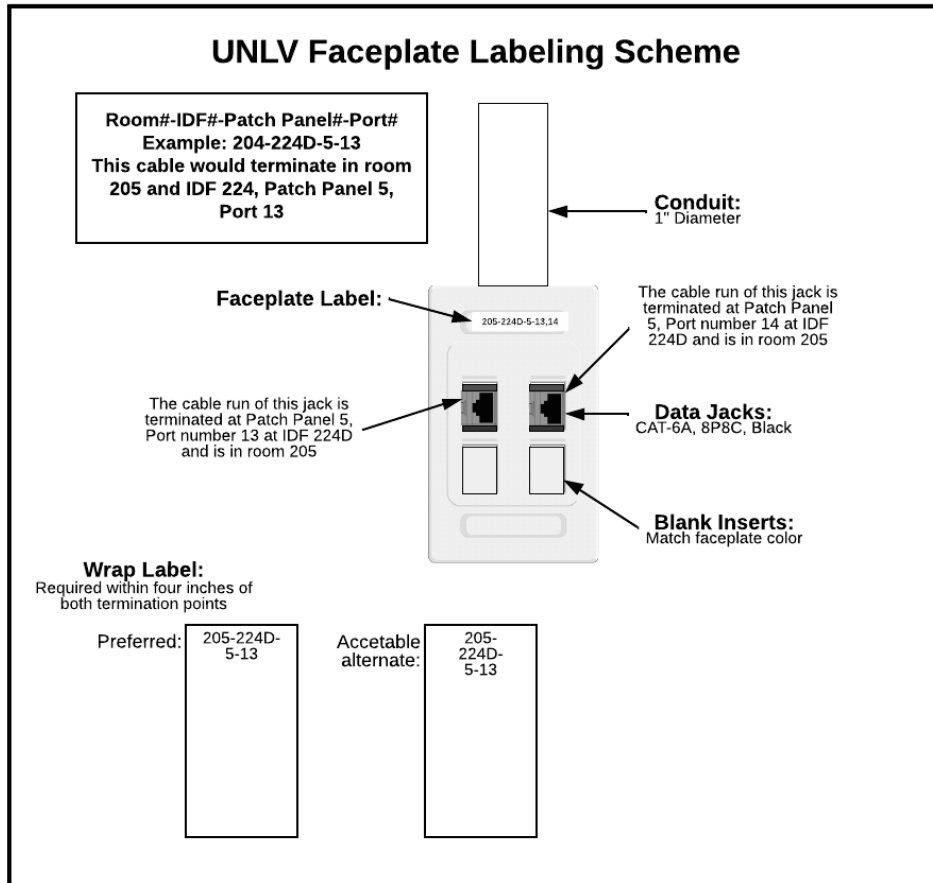 UNLV Faceplate Labeling Scheme
Room#-IDF#-Patch Panel#-Port#
Example: 204-224D-5-13
This cable would terminate in room
205 and IDF 224, Patch Panel 5,
Port 13
Conduit:
1" Diameter
Faceplate Label:
205-224D-5-13,14
The cable run of this jack is
terminated at Patch Panel
5, Port number 14 at IDF
224D and is in room 205
The cable run of this jack is
terminated at Patch Panel 5,
Port number 13 at IDF 224D
and is in room 205
Data Jacks:
CAT-6A, 8P8C, Black
Blank Inserts:
Match faceplate color
Wrap Label:
Required within four inches of
both termination points
Preferred:
205-224D-
5-13
Accetable
alternate:
205-
224D-
5-13